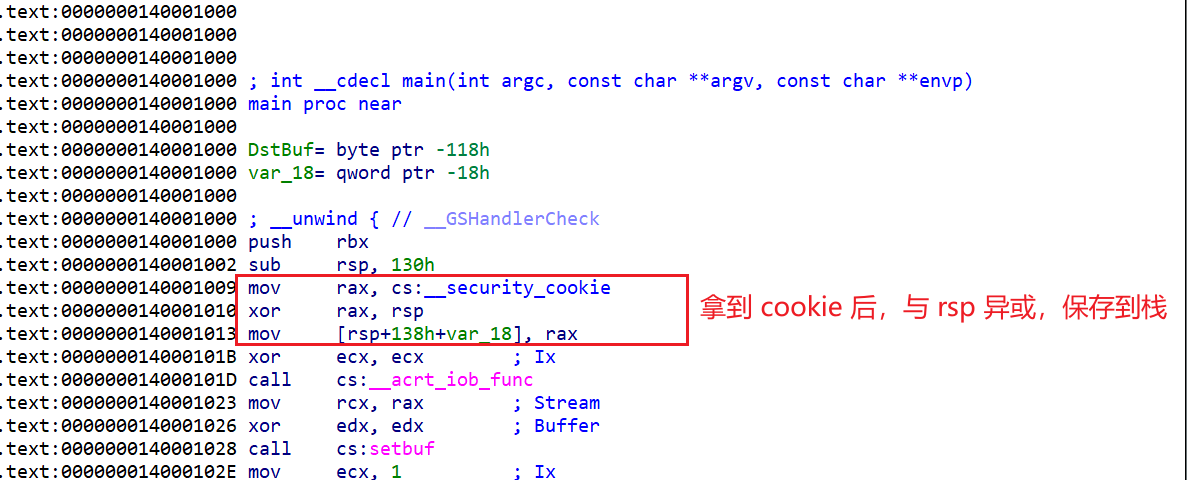 .text:0000000140001000
.text:0000000140001000
.text:0000000140001000
.text:0000000140001000 ; int __cdecl main(int argc, const char **argv, const char **envp)
.text:0000000140001000 main proc near
.text:0000000140001000
.text:0000000140001000 DstBuf= byte ptr -118h
.text:0000000140001000 var_18= qword ptr -18h
.text:0000000140001000
.text:0000000140001000 ; __unwind { // __GSHandlerCheck
.text:0000000140001000 push    rbx
.text:0000000140001002 sub     rsp, 130h
.text:0000000140001009 mov     rax, cs:__security_cookie
.text:0000000140001010 xor     rax, rsp
拿到 cookie 后，与 rsp 异或，保存到栈
.text:0000000140001013 mov     [rsp+138h+var_18], rax
.text:000000014000101B xor     ecx, ecx        ; Ix
.text:000000014000101D call    cs:__acrt_iob_func
.text:0000000140001023 mov     rcx, rax        ; Stream
.text:0000000140001026 xor     edx, edx        ; Buffer
.text:0000000140001028 call    cs:setbuf
.text:000000014000102E mov     ecx, 1          ; Ix